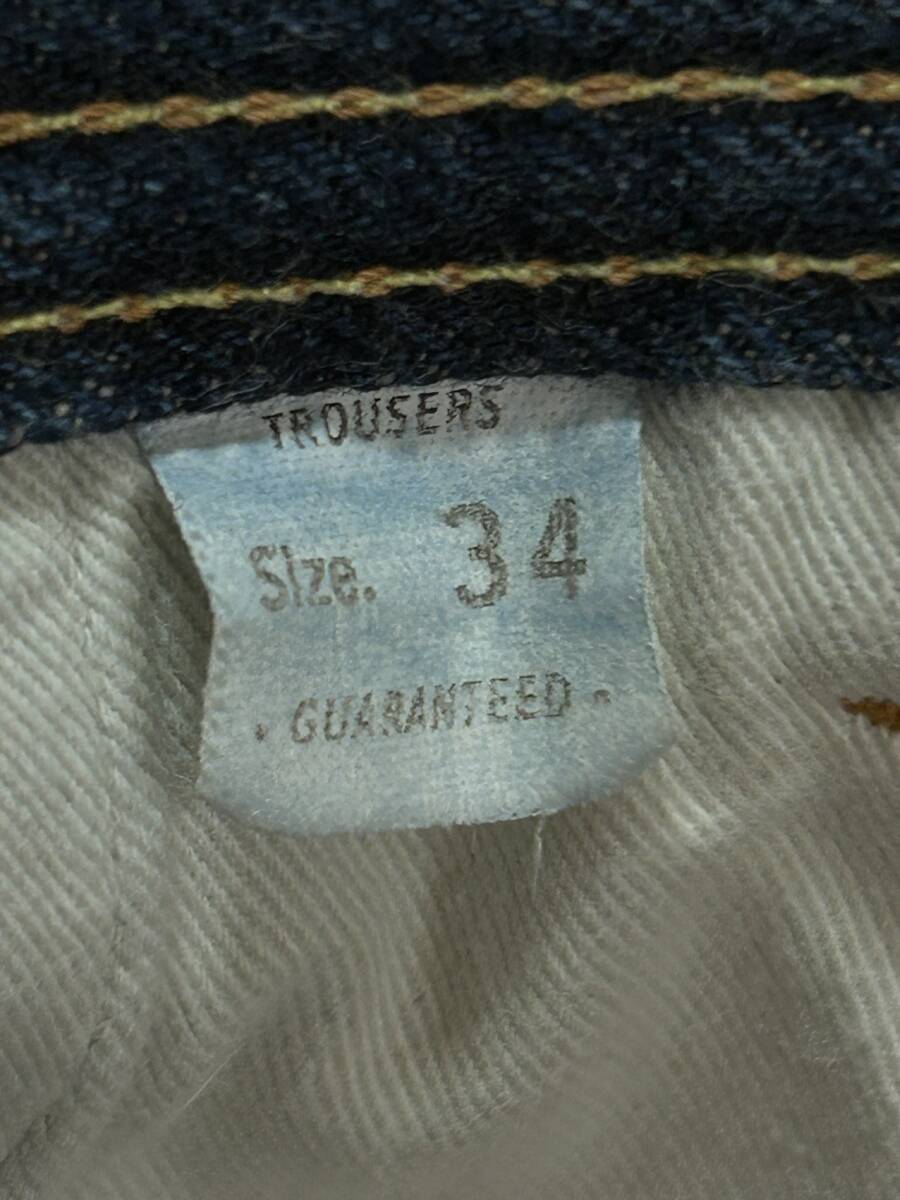 TROUSERS
Size. 34
· GUARANTEED ·